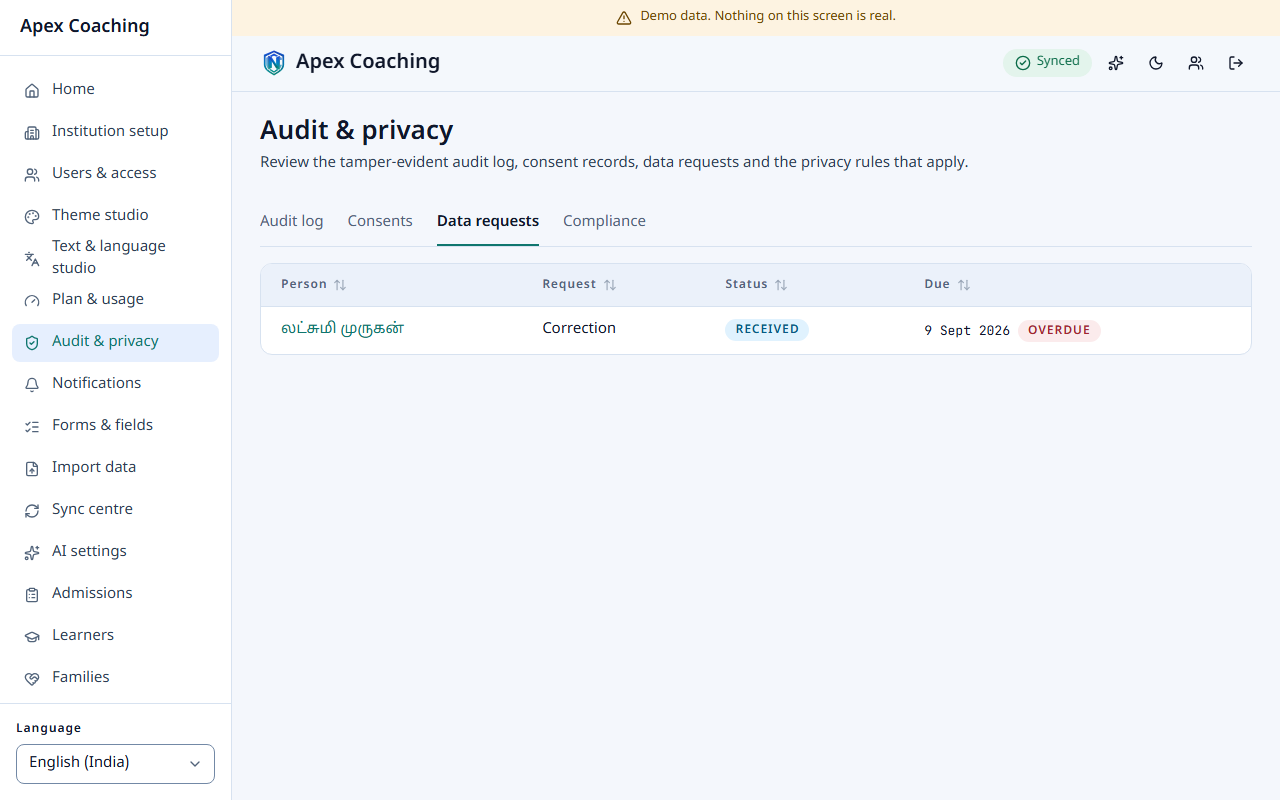 Apex Coaching
Demo data. Nothing on this screen is real.
Apex Coaching
Synced
Home
Institution setup
Users & access
Theme studio
Text & language
studio
Plan & usage
Audit & privacy
Notifications
Forms & fields
Import data
Sync centre
AI settings
Admissions
Learners
Families
Language
English (India)
Audit & privacy
Review the tamper-evident audit log, consent records, data requests and the privacy rules that apply.
Audit log Consents Data requests Compliance
Person Request Status Due
லட்சுமி முருகன் Correction RECEIVED 9 Sept 2026 OVERDUE